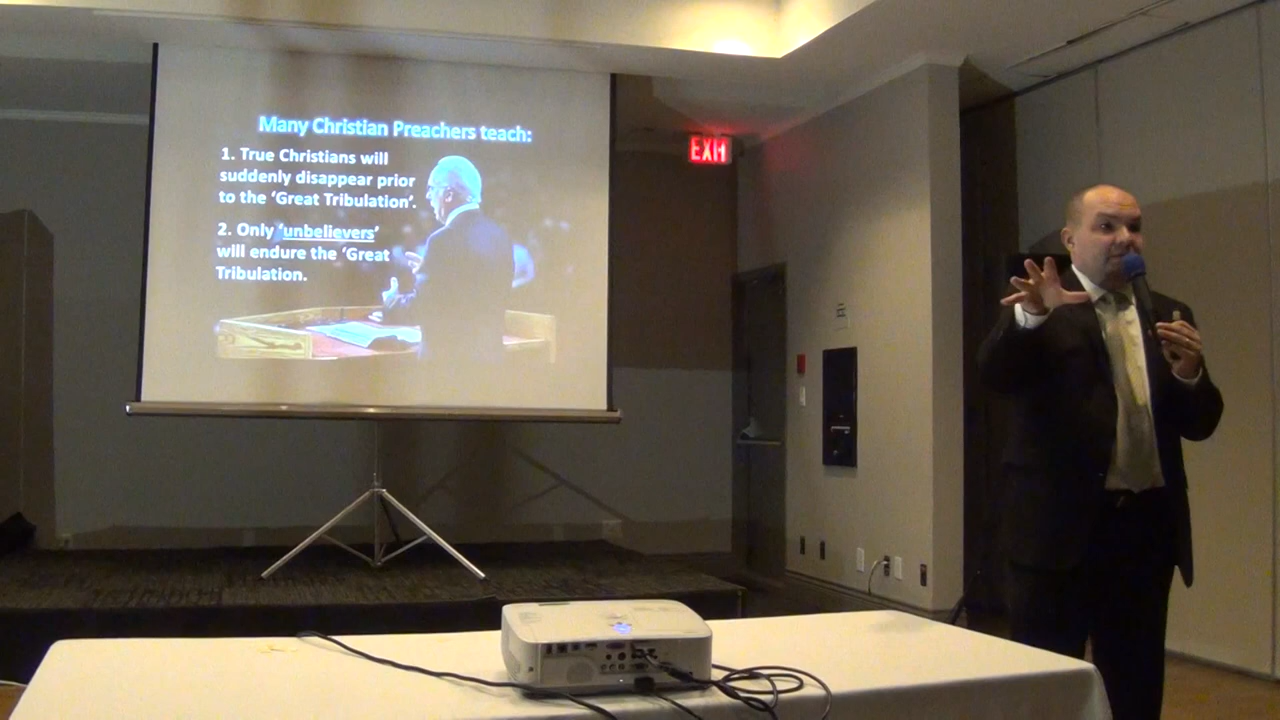 Many Christian Preachers teach:
1. True Christians will
suddenly disappear prior
to the ‘Great Tribulation’.
2. Only ‘unbelievers’
will endure the ‘Great
Tribulation.
EXIT